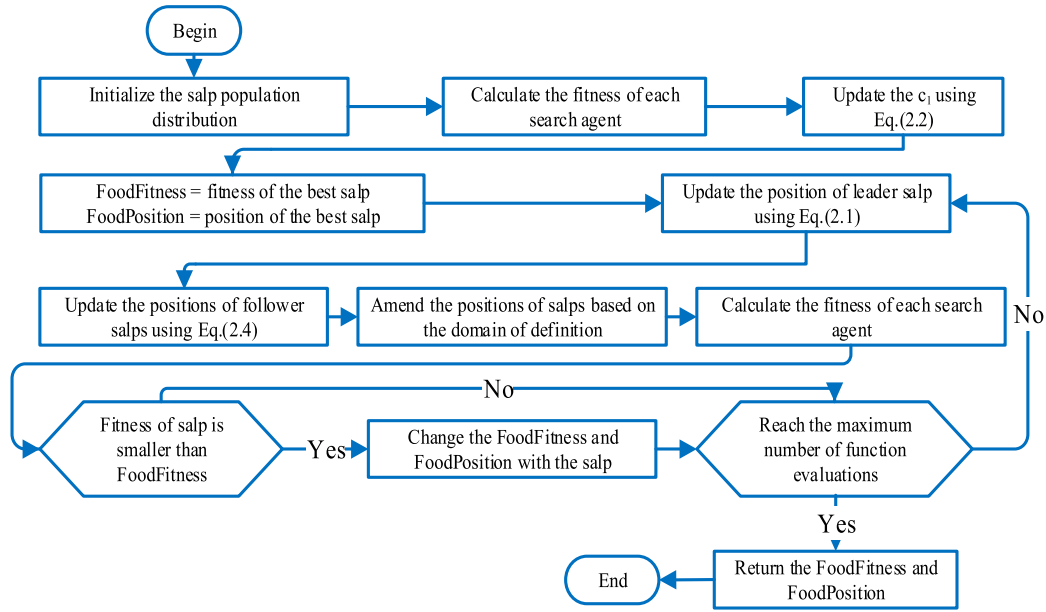 Begin
Initialize the salp population
distribution
Calculate the fitness of each
search agent
Update the c₁ using
Eq.(2.2)
FoodFitness = fitness of the best salp
FoodPosition = position of the best salp
Update the position of leader salp
using Eq.(2.1)
Update the positions of follower
salps using Eq.(2.4)
Amend the positions of salps based on
the domain of definition
Calculate the fitness of each search
agent
No
No
Fitness of salp is
smaller than
FoodFitness
Yes
Change the FoodFitness and
FoodPosition with the salp
Reach the maximum
number of function
evaluations
Yes
End
Return the FoodFitness and
FoodPosition